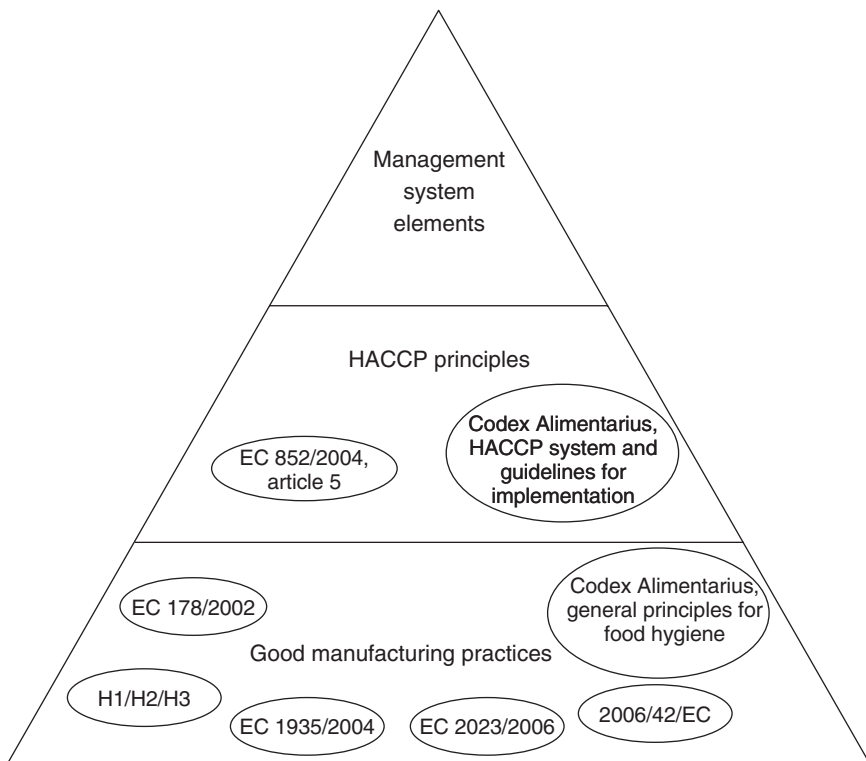 Management
system
elements
HACCP principles
EC 852/2004,
article 5
Codex Alimentarius,
HACCP system and
guidelines for
implementation
EC 178/2002
Codex Alimentarius,
general principles for
food hygiene
Good manufacturing practices
H1/H2/H3
EC 1935/2004
EC 2023/2006
2006/42/EC